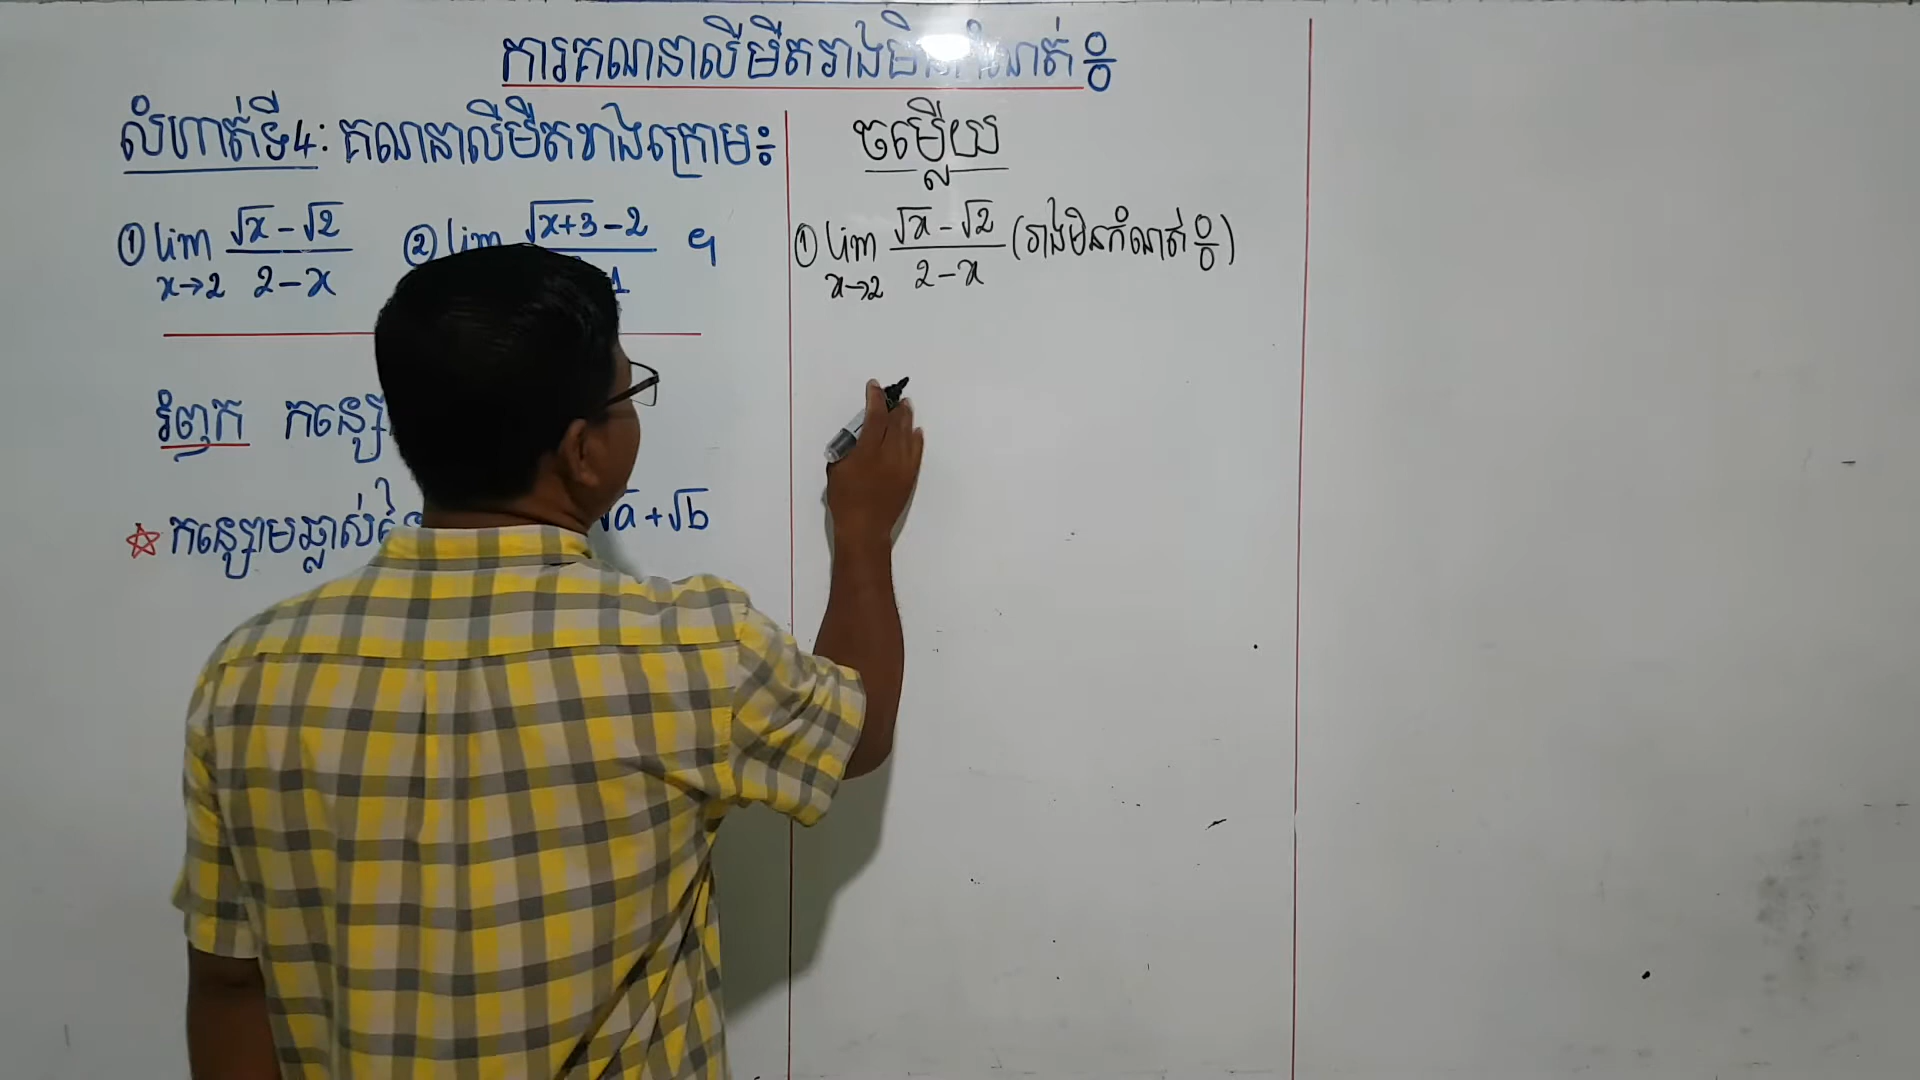 ការគណនាលីមីតរាងមិនកំណត់ 0/0
លំហាត់ទី4: គណនាលីមីតខាងក្រោម៖
① lim x→2 (√x - √2)/(2 - x) ② lim √(x+3) - 2 ។
រំឭក កន្សោ
☆ កន្សោមឆ្លាស់នៃ √a + √b
ចម្លើយ
① lim x→2 (√x - √2)/(2 - x) (រាងមិនកំណត់ 0/0)